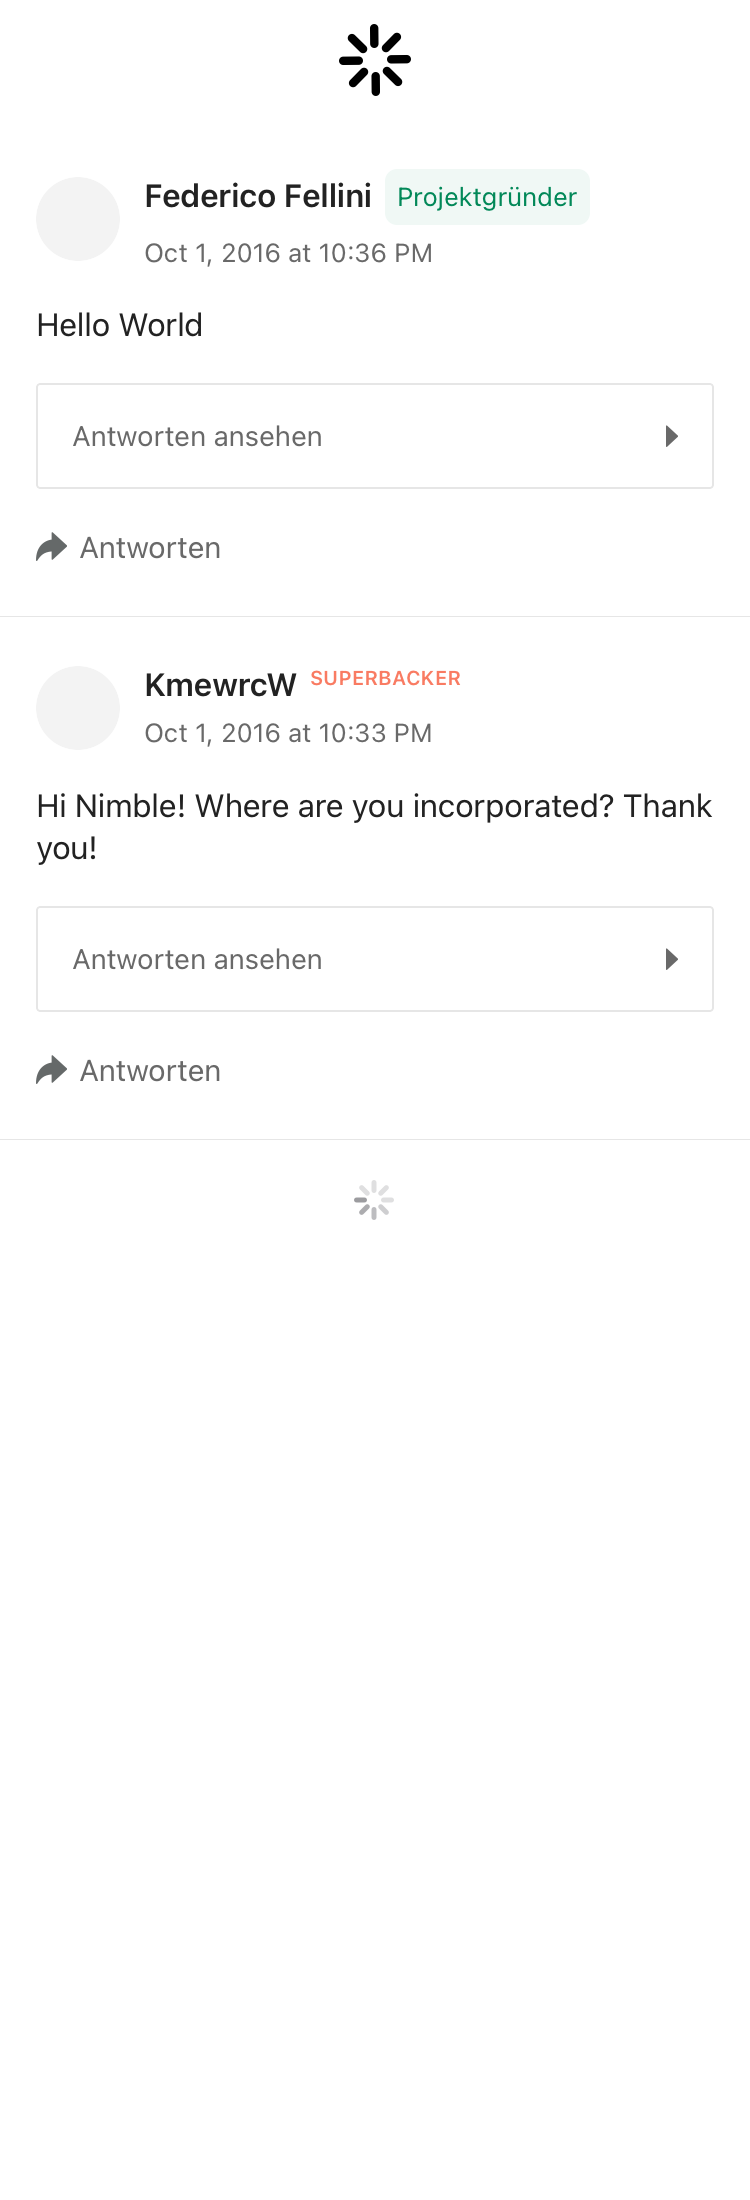 Federico Fellini Projektgründer
Oct 1, 2016 at 10:36 PM
Hello World
Antworten ansehen
Antworten
KmewrcW SUPERBACKER
Oct 1, 2016 at 10:33 PM
Hi Nimble! Where are you incorporated? Thank
you!
Antworten ansehen
Antworten